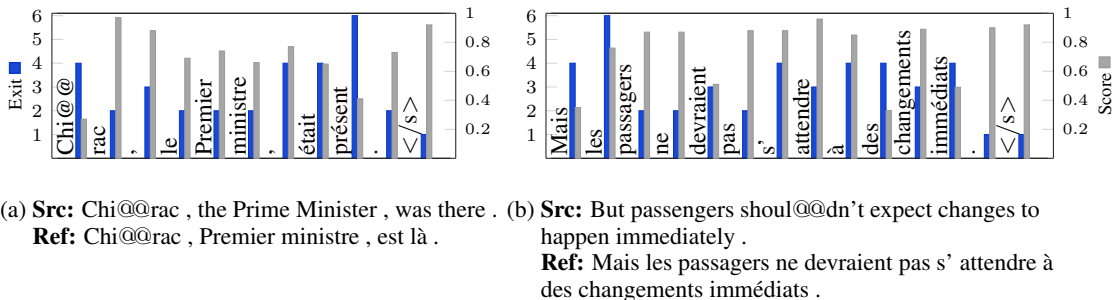 6
5
4
3
2
1
Exit
Chi@@
rac
,
le
Premier
ministre
,
était
présent
.
</s>
1
0.8
0.6
0.4
0.2
6
5
4
3
2
1
Mais
les
passagers
ne
devraient
pas
s'
attendre
à
des
changements
immédiats
.
</s>
1
0.8
0.6
0.4
0.2
Score
(a) Src: Chi@@rac , the Prime Minister , was there .
Ref: Chi@@rac , Premier ministre , est là .
(b) Src: But passengers shoul@@dn't expect changes to
happen immediately .
Ref: Mais les passagers ne devraient pas s' attendre à
des changements immédiats .